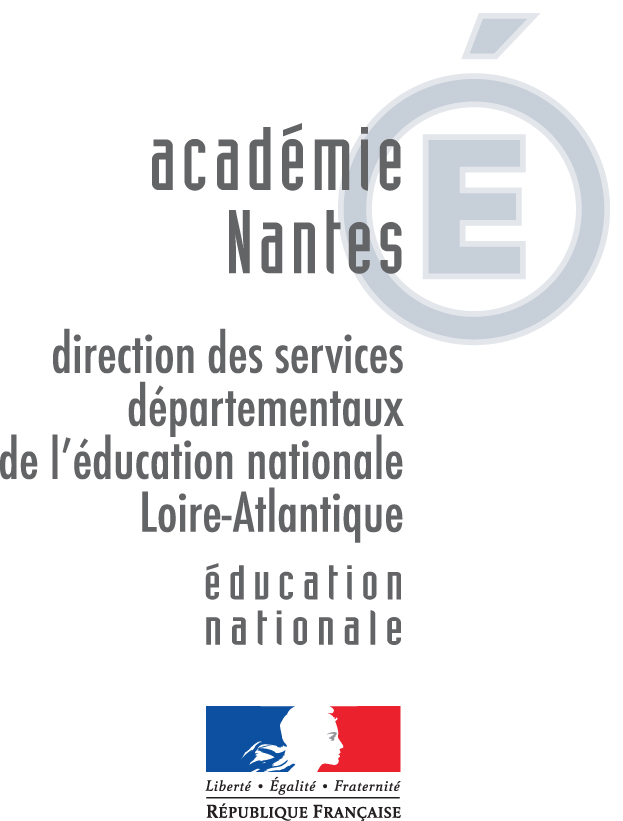 É
académie
Nantes
direction des services
départementaux
de l'éducation nationale
Loire-Atlantique
éducation
nationale
Liberté • Égalité • Fraternité
RÉPUBLIQUE FRANÇAISE